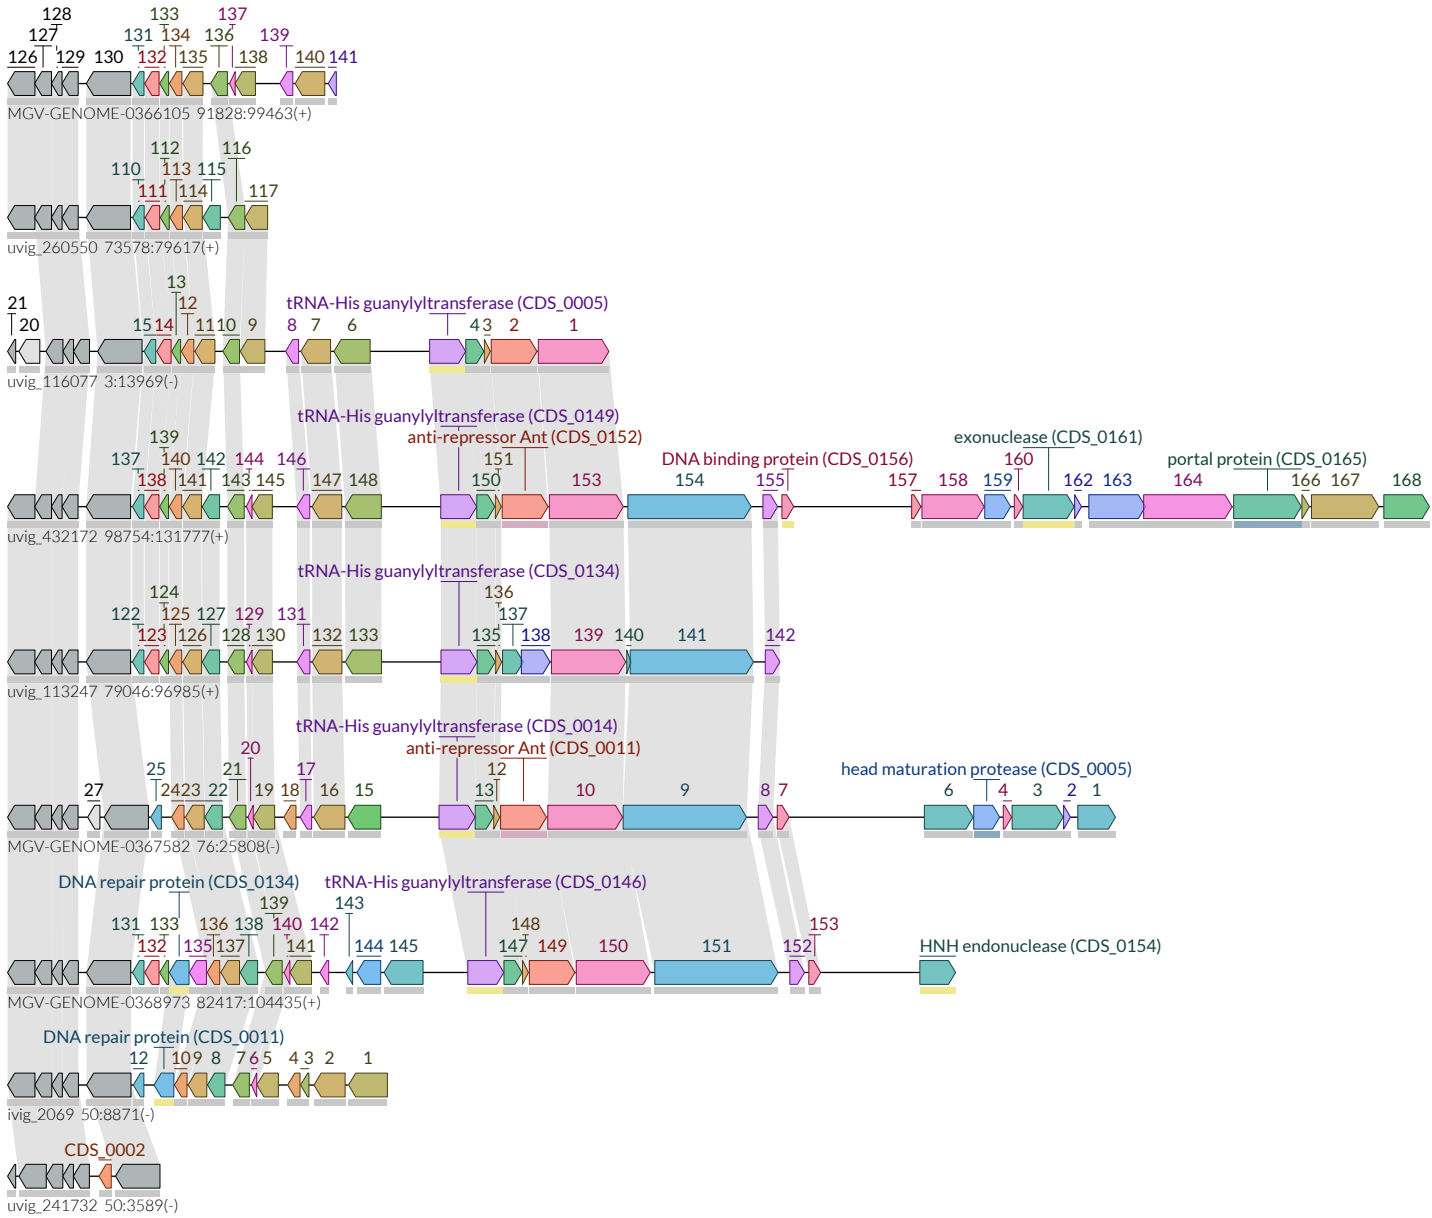 128 133 137
127 131 134 136 139
126 129 130 132 135 138 140 141
MGV-GENOME-0366105 91828:99463(+)
112 116
110 113 115
111 114 117
uvig_260550 73578:79617(+)
13
21 12 tRNA-His guanylyltransferase (CDS_0005)
20 15 14 11 10 9 8 7 6 4 3 2 1
uvig_116077 3:13969(-)
tRNA-His guanylyltransferase (CDS_0149)
139 anti-repressor Ant (CDS_0152) exonuclease (CDS_0161)
137 140 142 144 146 151 DNA binding protein (CDS_0156) 160 portal protein (CDS_0165)
138 141 143 145 147 148 150 153 154 155 157 158 159 162 163 164 166 167 168
uvig_432172 98754:131777(+)
tRNA-His guanylyltransferase (CDS_0134)
124 136
122 125 127 129 131 137
123 126 128 130 132 133 135 138 139 140 141 142
uvig_113247 79046:96985(+)
tRNA-His guanylyltransferase (CDS_0014)
20 anti-repressor Ant (CDS_0011)
25 21 17 12 head maturation protease (CDS_0005)
27 24 23 22 19 18 16 15 13 10 9 8 7 6 4 3 2 1
MGV-GENOME-0367582 76:25808(-)
DNA repair protein (CDS_0134) tRNA-His guanylyltransferase (CDS_0146)
139 143
131 133 136 138 140 142 148 153
132 135 137 141 144 145 147 149 150 151 152 HNH endonuclease (CDS_0154)
MGV-GENOME-0368973 82417:104435(+)
DNA repair protein (CDS_0011)
12 10 9 8 7 6 5 4 3 2 1
ivig_2069 50:8871(-)
CDS_0002
uvig_241732 50:3589(-)